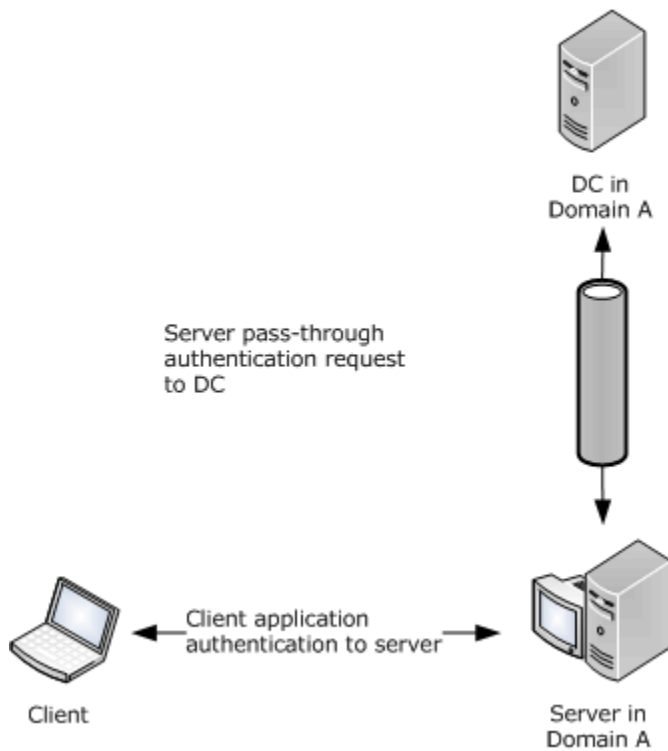 DC in
Domain A
Server pass-through
authentication request
to DC
Client application
authentication to server
Client
Server in
Domain A